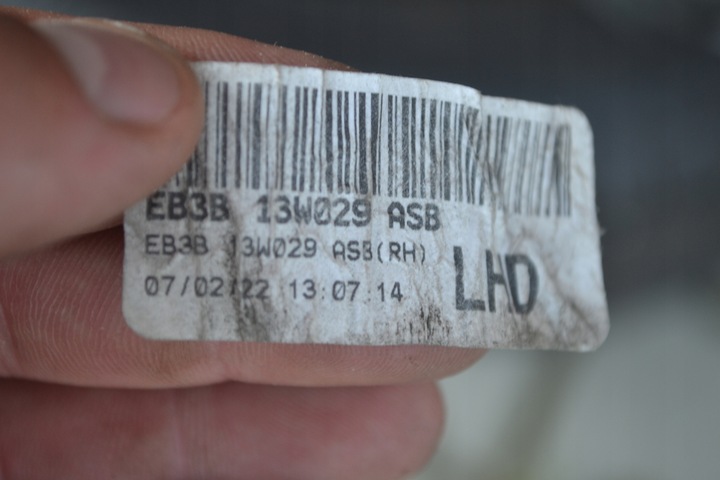 EB3B 13W029 ASB
EB3B 13W029 ASB(RH)
07/02/22 13:07:14
LHD